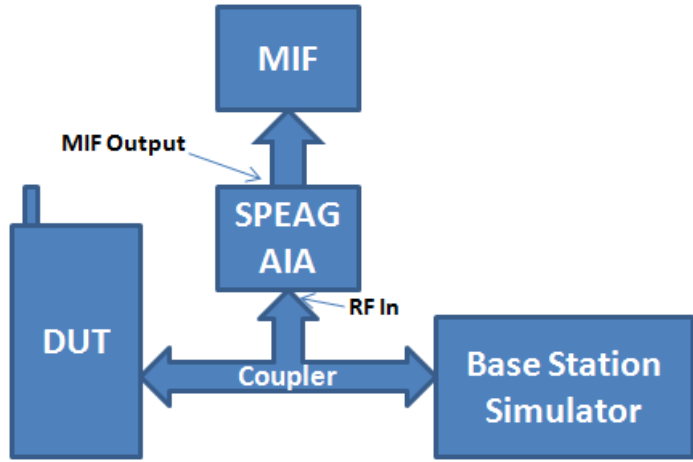 MIF
MIF Output
SPEAG
AIA
RF In
DUT
Coupler
Base Station
Simulator